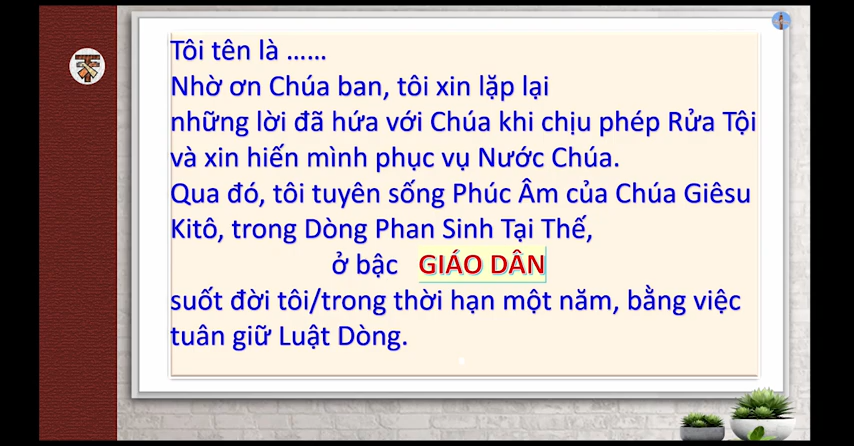 Tôi tên là ......
Nhờ ơn Chúa ban, tôi xin lặp lại
những lời đã hứa với Chúa khi chịu phép Rửa Tội
và xin hiến mình phục vụ Nước Chúa.
Qua đó, tôi tuyên sống Phúc Âm của Chúa Giêsu
Kitô, trong Dòng Phan Sinh Tại Thế,
ở bậc GIÁO DÂN
suốt đời tôi/trong thời hạn một năm, bằng việc
tuân giữ Luật Dòng.